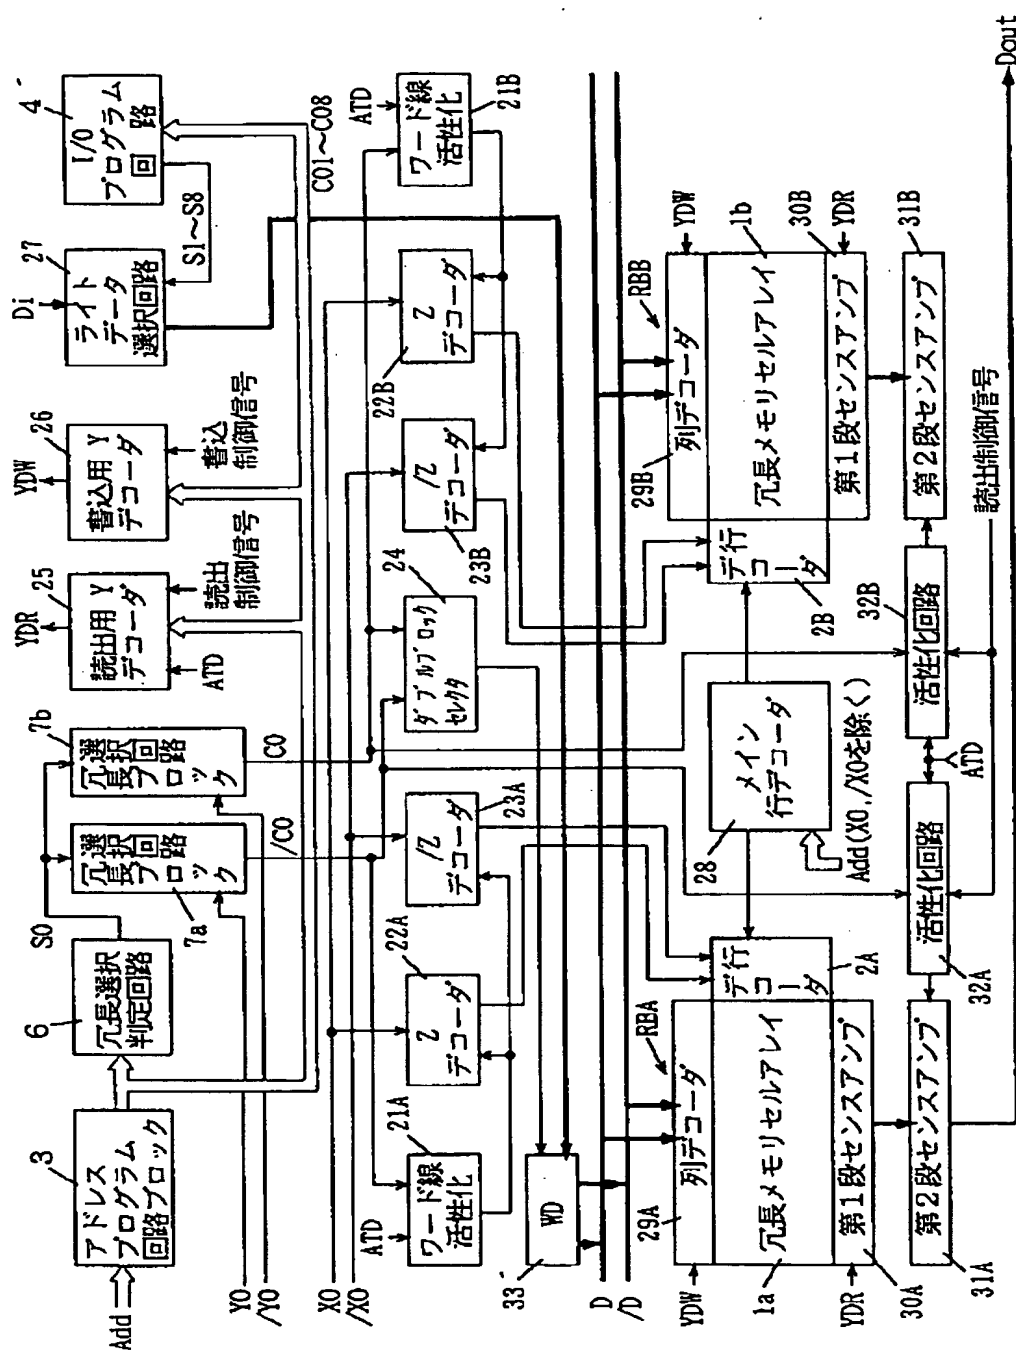 Add
アドレス
プログラム
回路ブロック
3
冗長選択
判定回路
6
S0
冗長ブロック
選択回路
7a
冗長ブロック
選択回路
7b
YDR
読出用Y
デコーダ
25
ATD
読出
制御信号
YDW
書込用Y
デコーダ
26
書込
制御信号
Di
ライト
データ
選択回路
27
S1~S8
I/O
プログラム
回路
4
Y0
/Y0
/C0
C0
C01~C08
X0
/X0
ATD
ワード線
活性化
21A
Z
デコーダ
22A
/Z
デコーダ
23A
ダブルブロック
セレクタ
24
/Z
デコーダ
23B
Z
デコーダ
22B
ATD
ワード線
活性化
21B
33
WD
D
/D
29A
RBA
列デコーダ
YDW
1a
冗長メモリセルアレイ
行
デコーダ
2A
YDR
第1段センスアンプ
30A
28
メイン
行デコーダ
Add(X0,/X0を除く)
29B
RBB
列デコーダ
YDW
冗長メモリセルアレイ
1b
行
デコーダ
2B
第1段センスアンプ
30B
YDR
第2段センスアンプ
31A
活性化回路
32A
ATD
活性化回路
32B
第2段センスアンプ
31B
読出制御信号
Dout